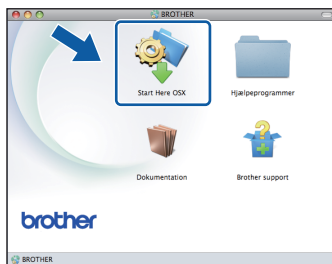 BROTHER
Start Here OSX
Hjælpeprogrammer
Dokumentation
Brother support
brother
BROTHER